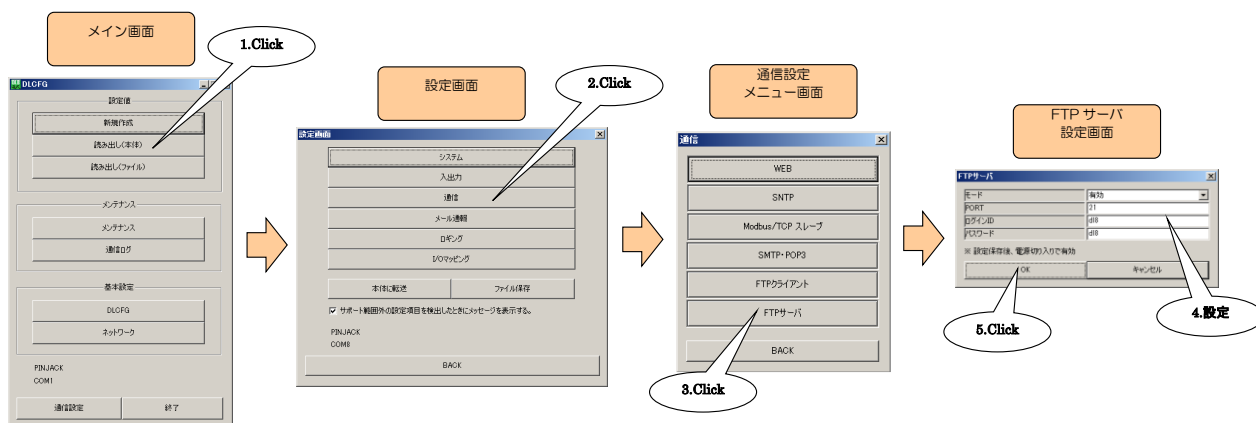 メイン画面
1.Click
DLCFG
設定値
新規作成
読み出し(本体)
読み出し(ファイル)
メンテナンス
メンテナンス
通信ログ
基本設定
DLCFG
ネットワーク
PINJACK
COM1
通信設定
終了
設定画面
2.Click
設定画面
システム
入出力
通信
メール通報
ロギング
I/Oマッピング
本体に転送
ファイル保存
サポート範囲外の設定項目を検出したときにメッセージを表示する。
PINJACK
COM8
BACK
通信設定
メニュー画面
通信
WEB
SNTP
Modbus/TCP スレーブ
SMTP・POP3
FTPクライアント
FTPサーバ
BACK
3.Click
FTP サーバ
設定画面
FTPサーバ
モード 有効
PORT 21
ログインID dl8
パスワード dl8
※ 設定保存後、電源切り入りで有効
OK
キャンセル
4.設定
5.Click